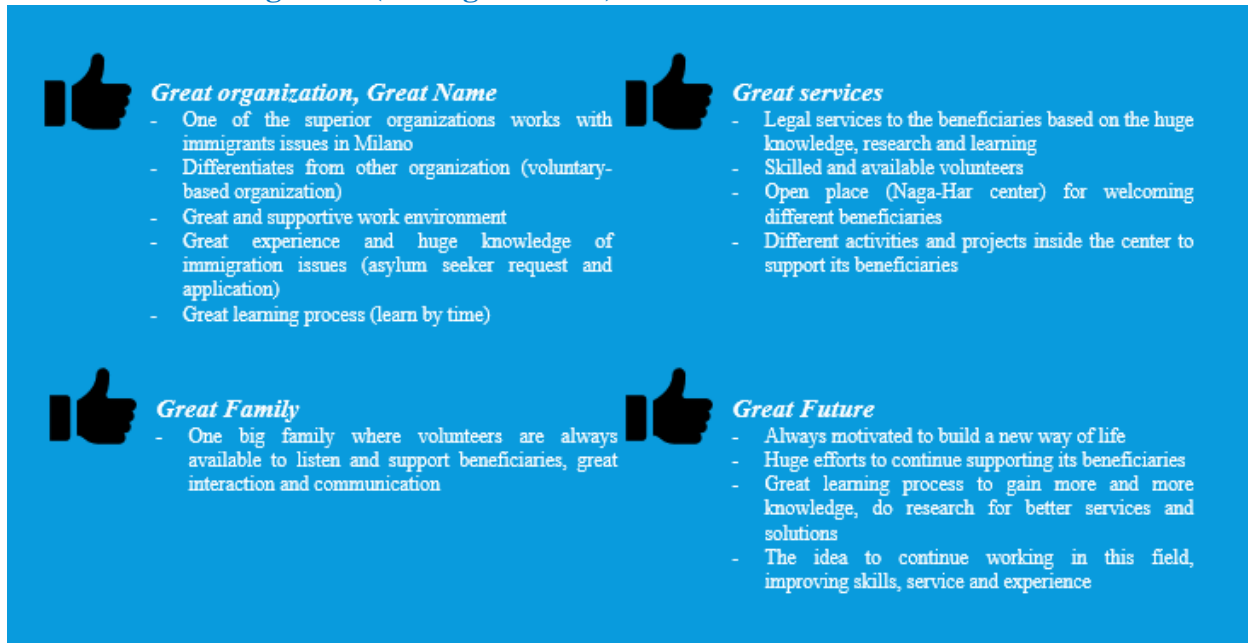 Great organization, Great Name
- One of the superior organizations works with
immigrants issues in Milano
- Differentiates from other organization (voluntary-
based organization)
- Great and supportive work environment
- Great experience and huge knowledge of
immigration issues (asylum seeker request and
application)
- Great learning process (learn by time)
Great services
- Legal services to the beneficiaries based on the huge
knowledge, research and learning
- Skilled and available volunteers
- Open place (Naga-Har center) for welcoming
different beneficiaries
- Different activities and projects inside the center to
support its beneficiaries
Great Family
- One big family where volunteers are always
available to listen and support beneficiaries, great
interaction and communication
Great Future
- Always motivated to build a new way of life
- Huge efforts to continue supporting its beneficiaries
- Great learning process to gain more and more
knowledge, do research for better services and
solutions
- The idea to continue working in this field,
improving skills, service and experience